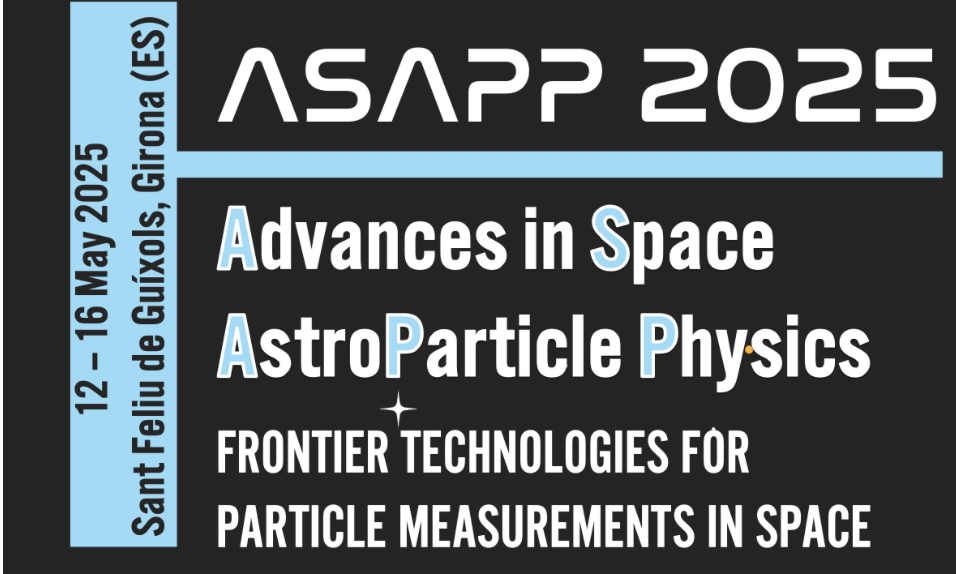 ASAPP 2025
12 – 16 May 2025
Sant Feliu de Guíxols, Girona (ES)
Advances in Space
AstroParticle Physics
FRONTIER TECHNOLOGIES FOR
PARTICLE MEASUREMENTS IN SPACE